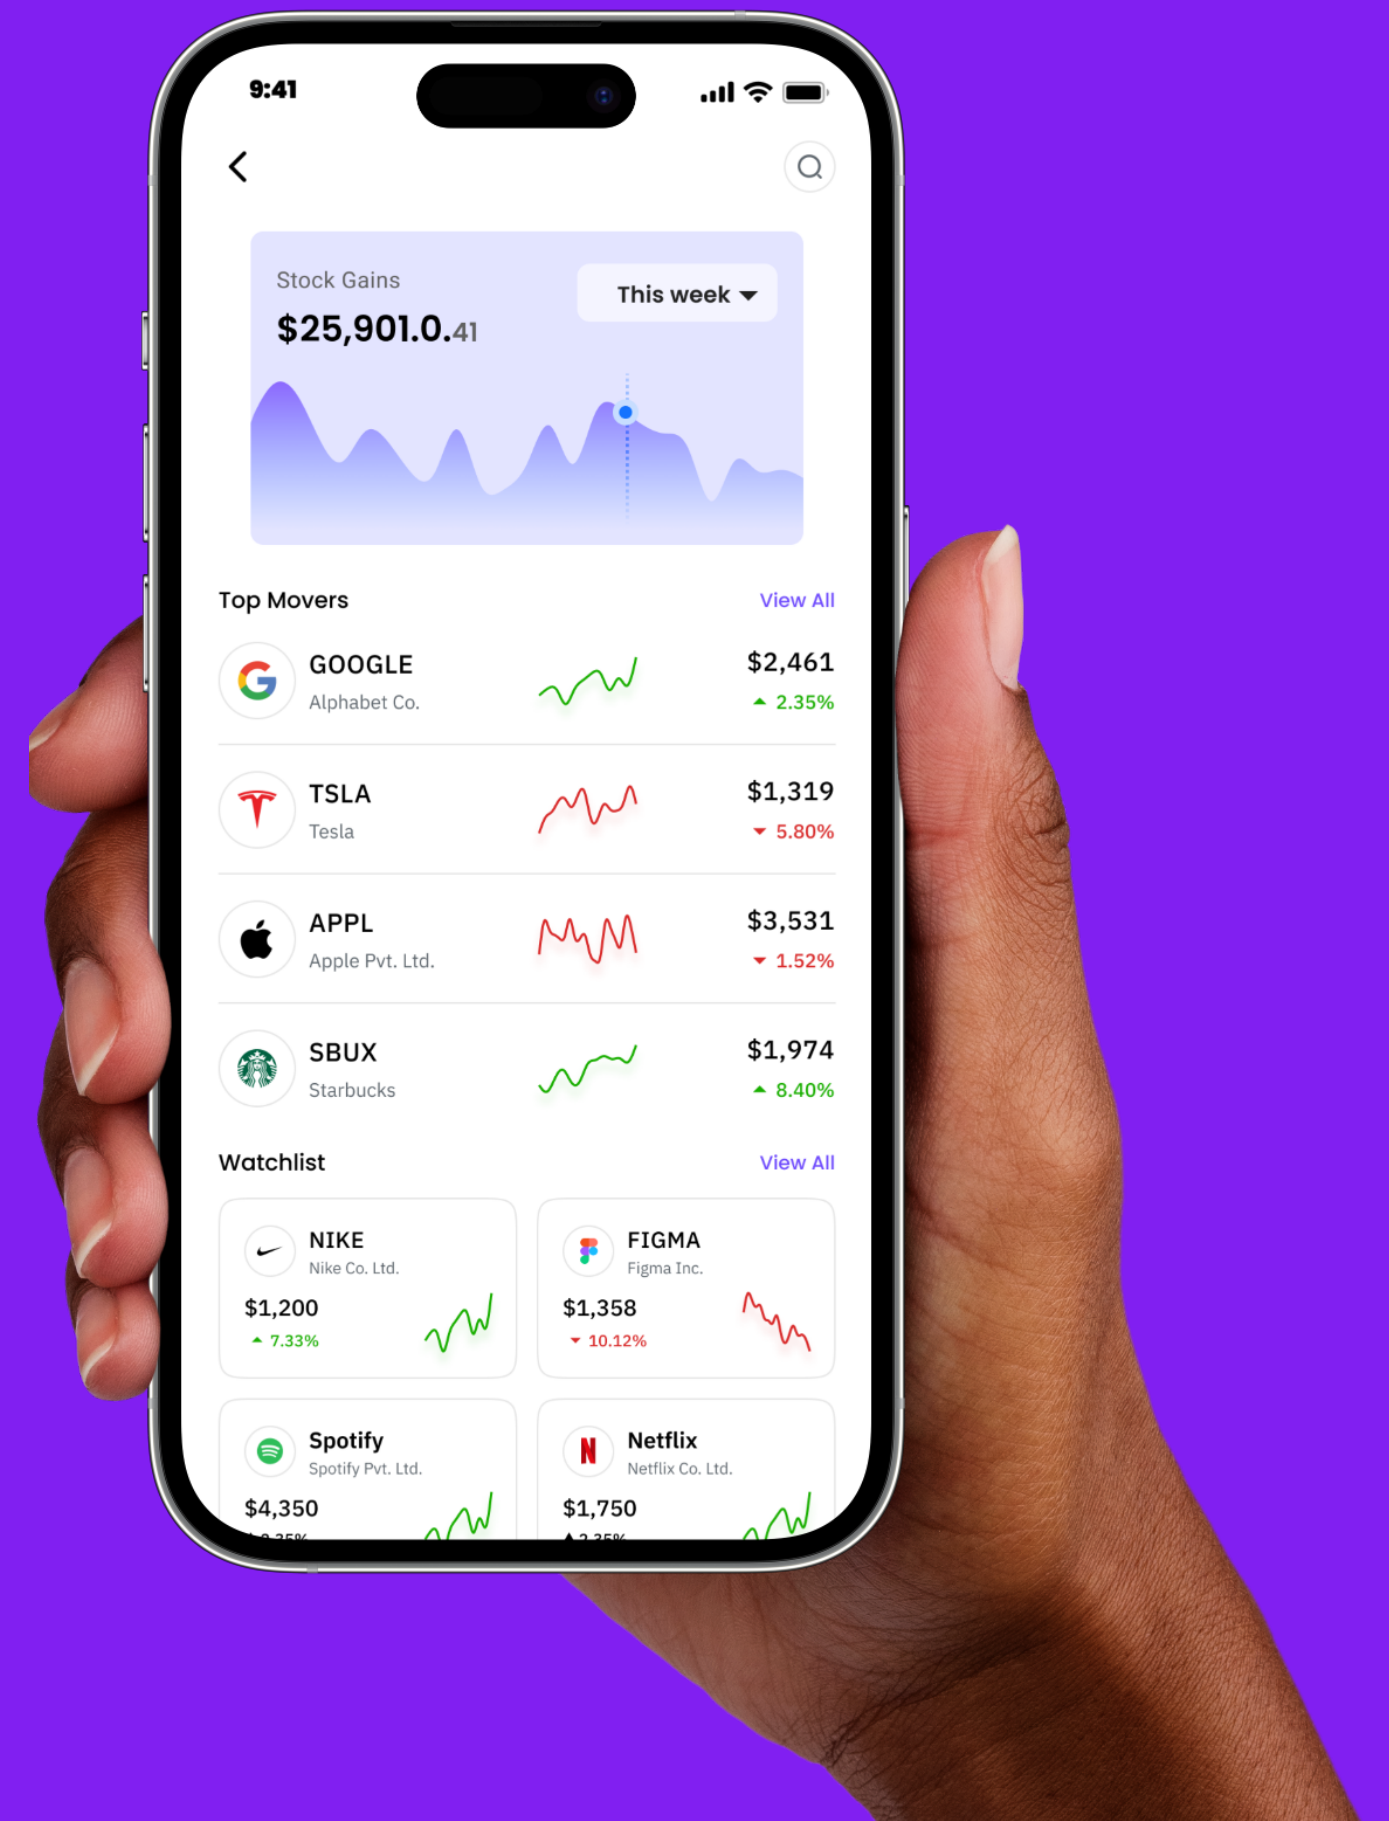 9:41
Stock Gains
This week
$25,901.0.41
Top Movers
View All
GOOGLE
$2,461
Alphabet Co.
2.35%
TSLA
$1,319
Tesla
5.80%
APPL
$3,531
Apple Pvt. Ltd.
1.52%
SBUX
$1,974
Starbucks
8.40%
Watchlist
View All
NIKE
Nike Co. Ltd.
$1,200
7.33%
FIGMA
Figma Inc.
$1,358
10.12%
Spotify
Spotify Pvt. Ltd.
$4,350
Netflix
Netflix Co. Ltd.
$1,750
2.35%